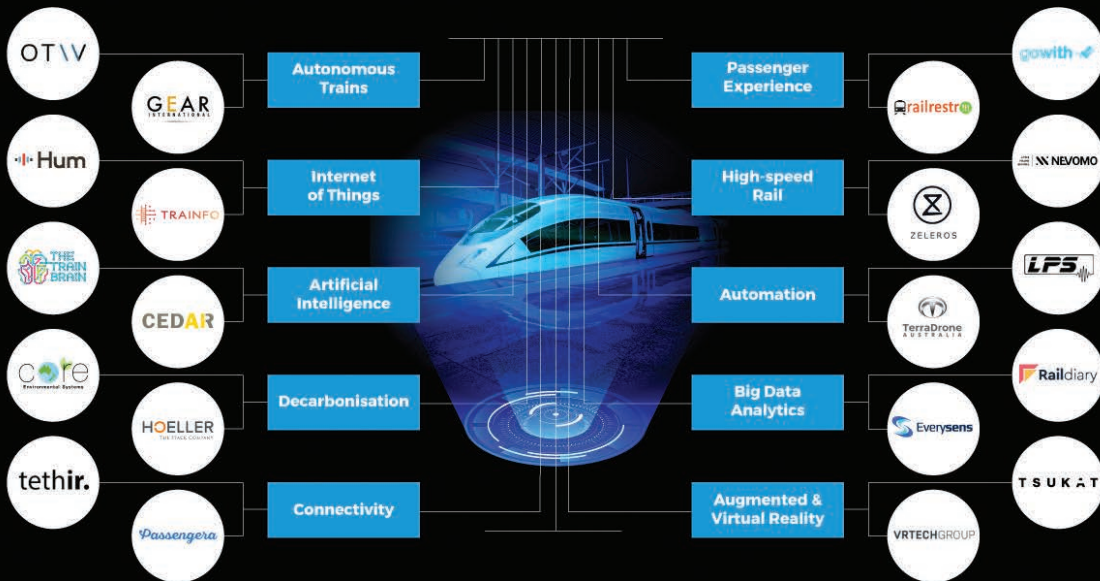 OTIV
GEAR
INTERNATIONAL
Autonomous
Trains
Hum
TRAINFO
Internet
of Things
THE
TRAIN
BRAIN
CEDAR
Artificial
Intelligence
core
Environmental Systems
HOELLER
Decarbonisation
tethir.
Passengera
Connectivity
Passenger
Experience
gowith
railrestro
High-speed
Rail
NEVOMO
ZELEROS
Automation
LPS
TerraDrone
AUSTRALIA
Big Data
Analytics
Raildiary
Everysens
Augmented &
Virtual Reality
TSUKAT
VRTECHGROUP